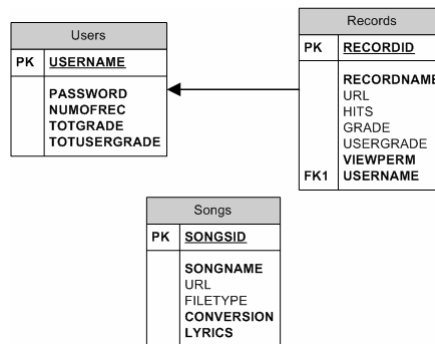 Users
PK USERNAME
PASSWORD
NUMOFREC
TOTGRADE
TOTUSERGRADE
Records
PK RECORDID
RECORDNAME
URL
HITS
GRADE
USERGRADE
VIEWPERM
FK1 USERNAME
Songs
PK SONGSID
SONGNAME
URL
FILETYPE
CONVERSION
LYRICS